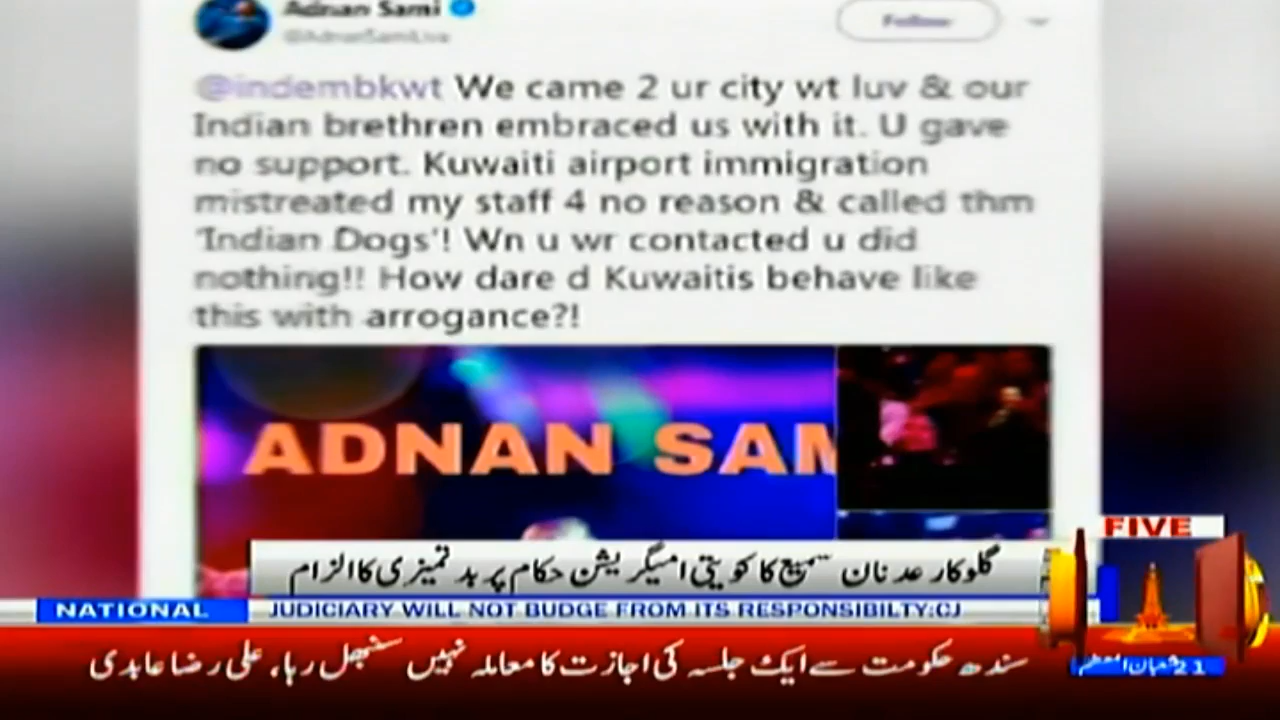 Adnan Sami
@AdnanSamiLive
Follow
@indembkwt We came 2 ur city wt luv & our
Indian brethren embraced us with it. U gave
no support. Kuwaiti airport immigration
mistreated my staff 4 no reason & called thm
'Indian Dogs'! Wn u wr contacted u did
nothing!! How dare d Kuwaitis behave like
this with arrogance?!
ADNAN SAM
FIVE
گلوکار عدنان سمیع کا کویتی امیگریشن حکام پر بدتمیزی کا الزام
NATIONAL
JUDICIARY WILL NOT BUDGE FROM ITS RESPONSIBILTY:CJ
سندھ حکومت سے ایک جلسہ کی اجازت کا معاملہ نہیں سنبھل رہا، علی رضا عابدی
21